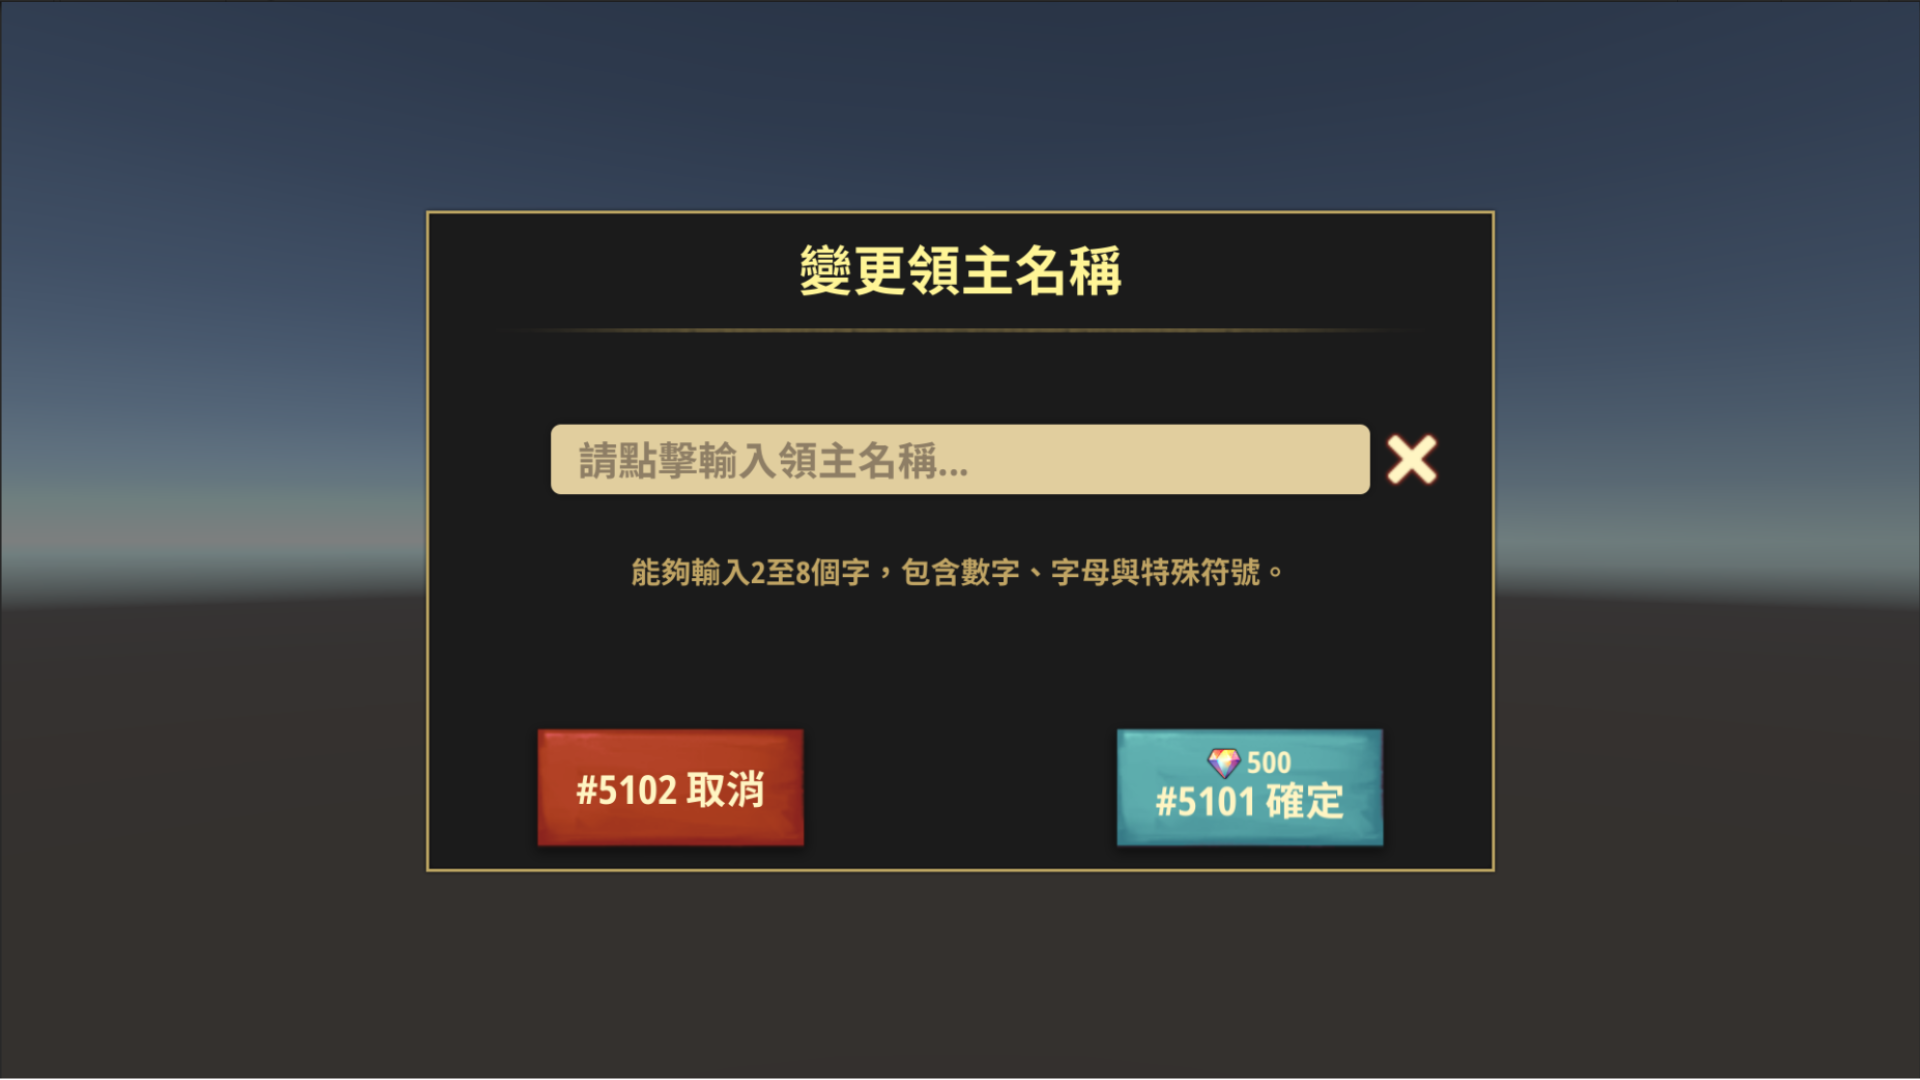 變更領主名稱
請點擊輸入領主名稱...
能夠輸入2至8個字，包含數字、字母與特殊符號。
#5102 取消
500
#5101 確定